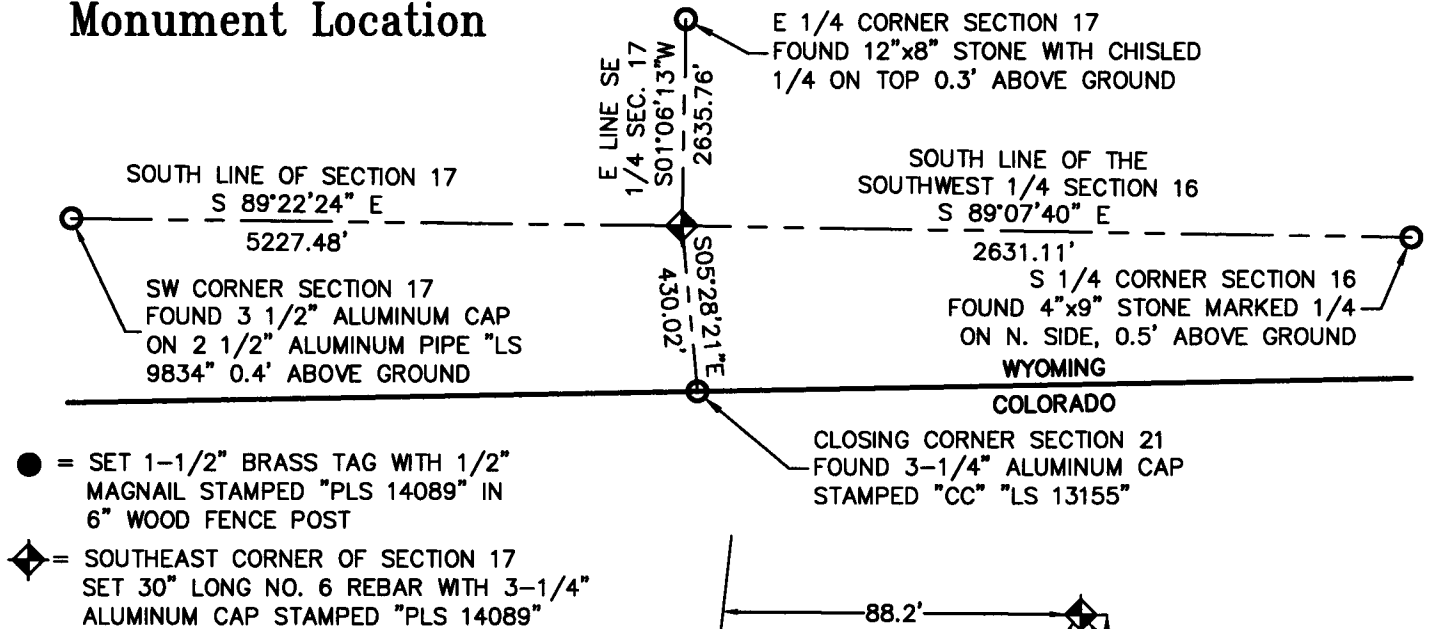 Monument Location
E 1/4 CORNER SECTION 17
FOUND 12"x8" STONE WITH CHISLED
1/4 ON TOP 0.3' ABOVE GROUND
E LINE SE
1/4 SEC. 17
S01°06'13"W
2635.76'
SOUTH LINE OF SECTION 17
S 89°22'24" E
5227.48'
SOUTH LINE OF THE
SOUTHWEST 1/4 SECTION 16
S 89°07'40" E
2631.11'
SW CORNER SECTION 17
FOUND 3 1/2" ALUMINUM CAP
ON 2 1/2" ALUMINUM PIPE "LS
9834" 0.4' ABOVE GROUND
S05°28'21"E
430.02'
S 1/4 CORNER SECTION 16
FOUND 4"x9" STONE MARKED 1/4
ON N. SIDE, 0.5' ABOVE GROUND
WYOMING
COLORADO
CLOSING CORNER SECTION 21
FOUND 3-1/4" ALUMINUM CAP
STAMPED "CC" "LS 13155"
= SET 1-1/2" BRASS TAG WITH 1/2"
MAGNAIL STAMPED "PLS 14089" IN
6" WOOD FENCE POST
= SOUTHEAST CORNER OF SECTION 17
SET 30" LONG NO. 6 REBAR WITH 3-1/4"
ALUMINUM CAP STAMPED "PLS 14089"
88.2'